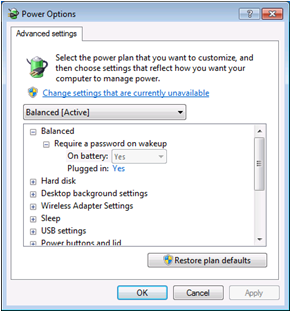 Power Options
Advanced settings
Select the power plan that you want to customize, and
then choose settings that reflect how you want your
computer to manage power.
Change settings that are currently unavailable
Balanced [Active]
Balanced
Require a password on wakeup
On battery: Yes
Plugged in: Yes
Hard disk
Desktop background settings
Wireless Adapter Settings
Sleep
USB settings
Power buttons and lid
Restore plan defaults
OK Cancel Apply